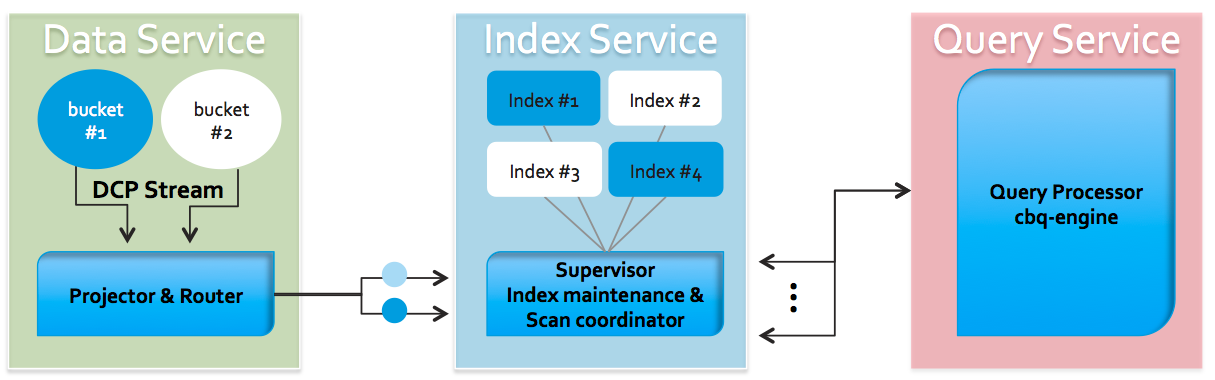 Data Service
bucket
#1
bucket
#2
DCP Stream
Projector & Router
Index Service
Index #1
Index #2
Index #3
Index #4
Supervisor
Index maintenance &
Scan coordinator
Query Service
Query Processor
cbq-engine